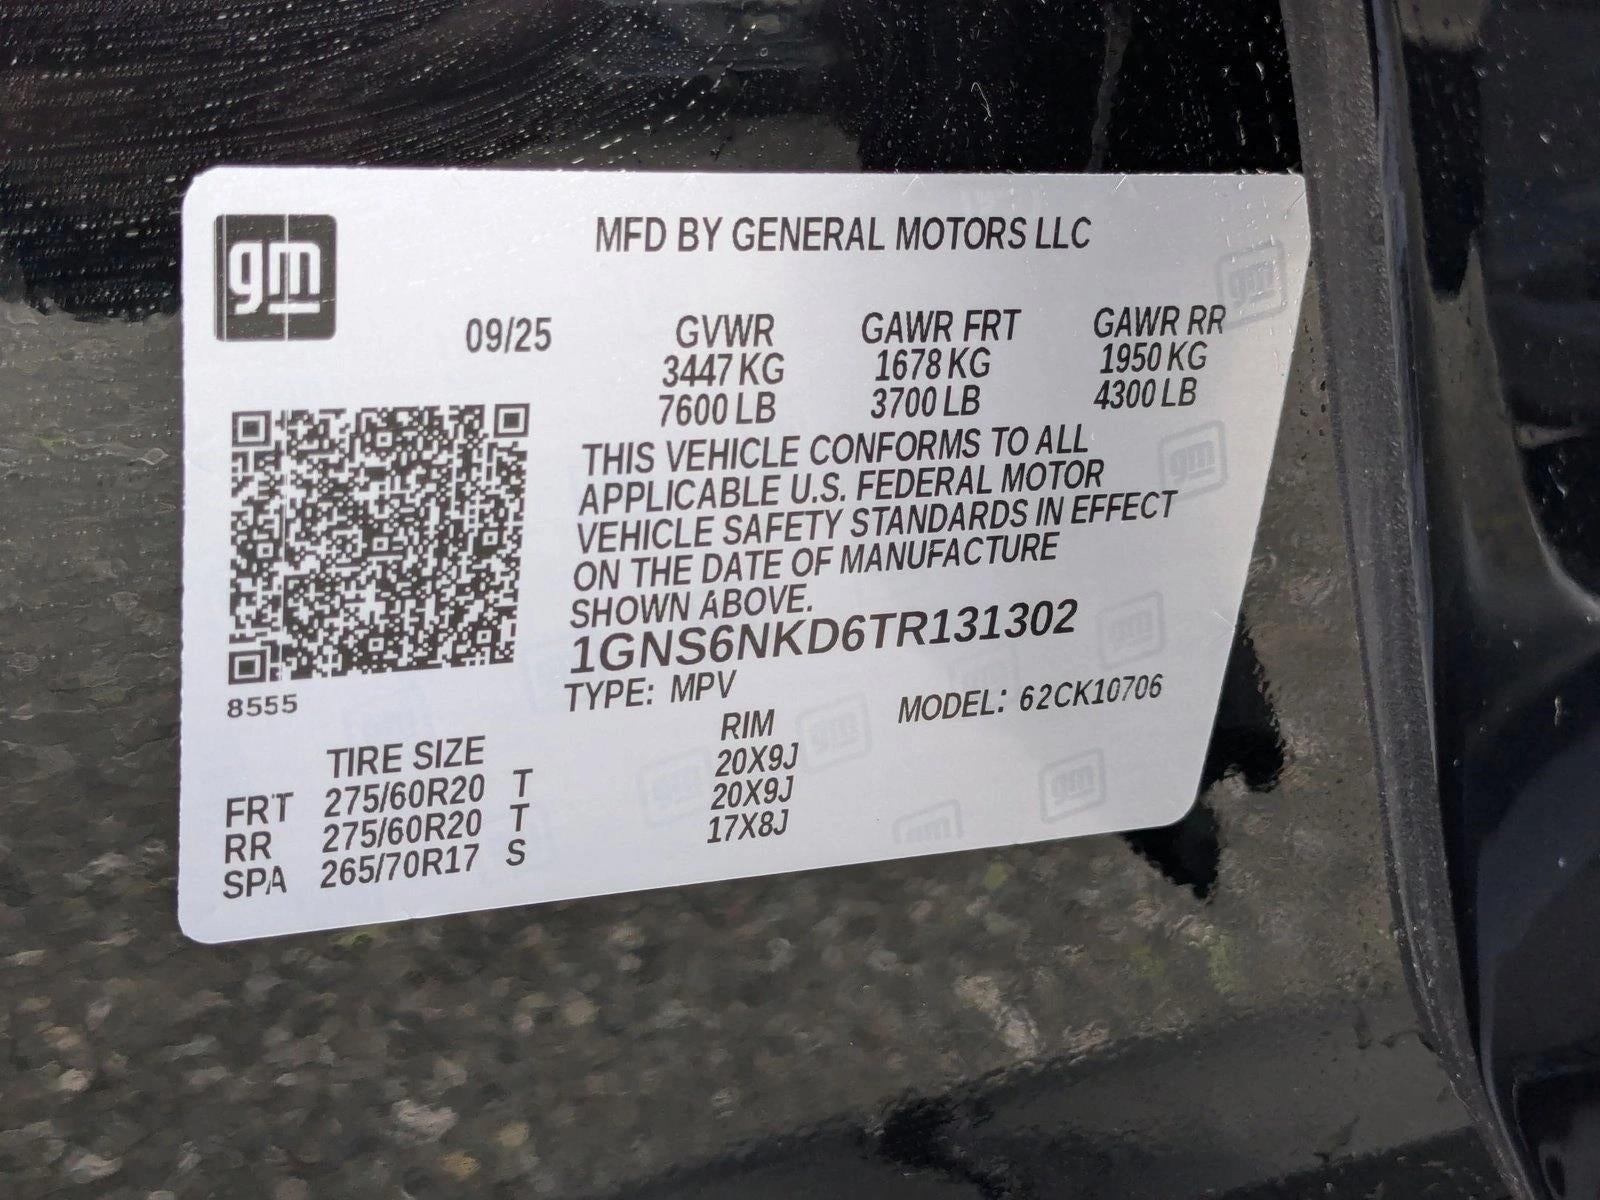 gm
MFD BY GENERAL MOTORS LLC
09/25 GVWR GAWR FRT GAWR RR
3447 KG 1678 KG 1950 KG
7600 LB 3700 LB 4300 LB
THIS VEHICLE CONFORMS TO ALL
APPLICABLE U.S. FEDERAL MOTOR
VEHICLE SAFETY STANDARDS IN EFFECT
ON THE DATE OF MANUFACTURE
SHOWN ABOVE.
1GNS6NKD6TR131302
8555
TYPE: MPV MODEL: 62CK10706
TIRE SIZE RIM
FRT 275/60R20 T 20X9J
RR 275/60R20 T 20X9J
SPA 265/70R17 S 17X8J